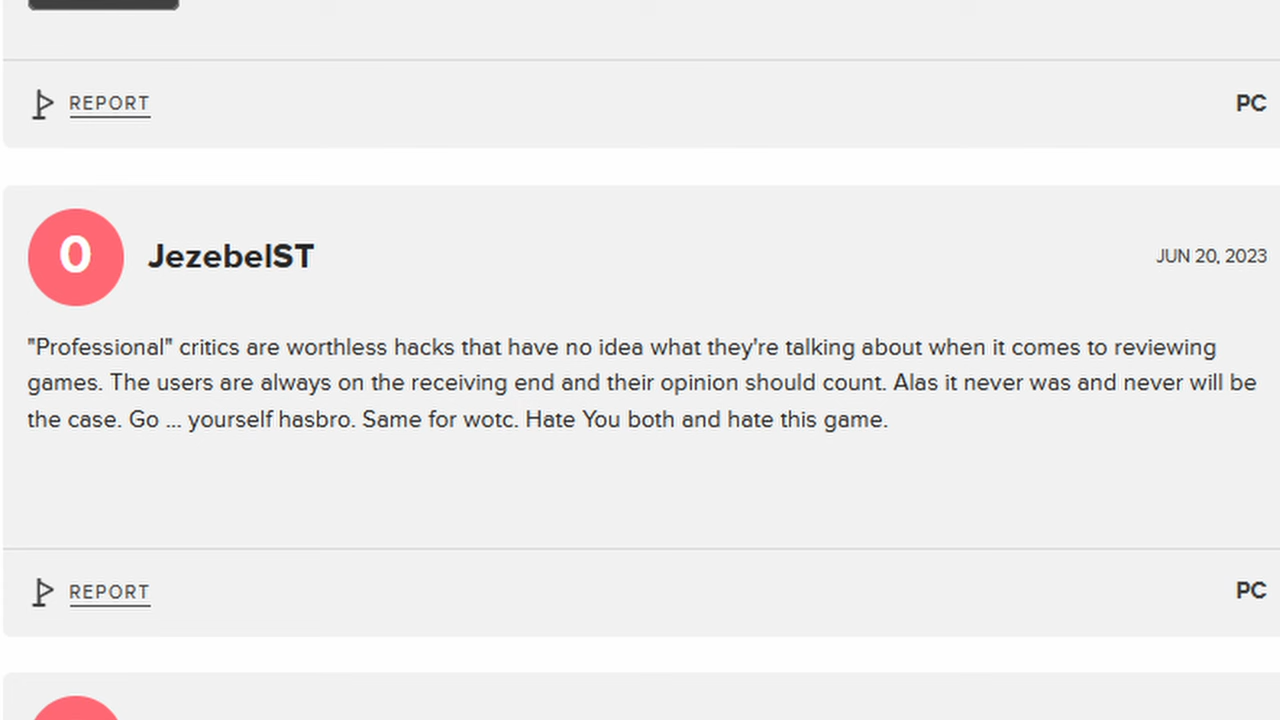 REPORT
PC
0
JezebelST
JUN 20, 2023
"Professional" critics are worthless hacks that have no idea what they're talking about when it comes to reviewing
games. The users are always on the receiving end and their opinion should count. Alas it never was and never will be
the case. Go ... yourself hasbro. Same for wotc. Hate You both and hate this game.
REPORT
PC